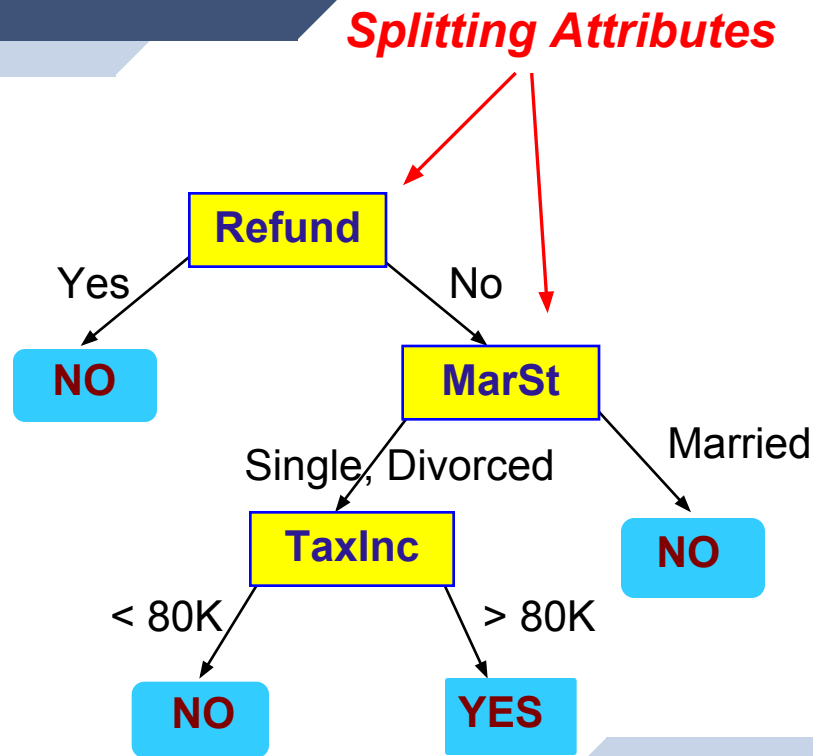 Splitting Attributes
Refund
Yes
No
NO
MarSt
Single, Divorced
Married
TaxInc
NO
< 80K
> 80K
NO
YES